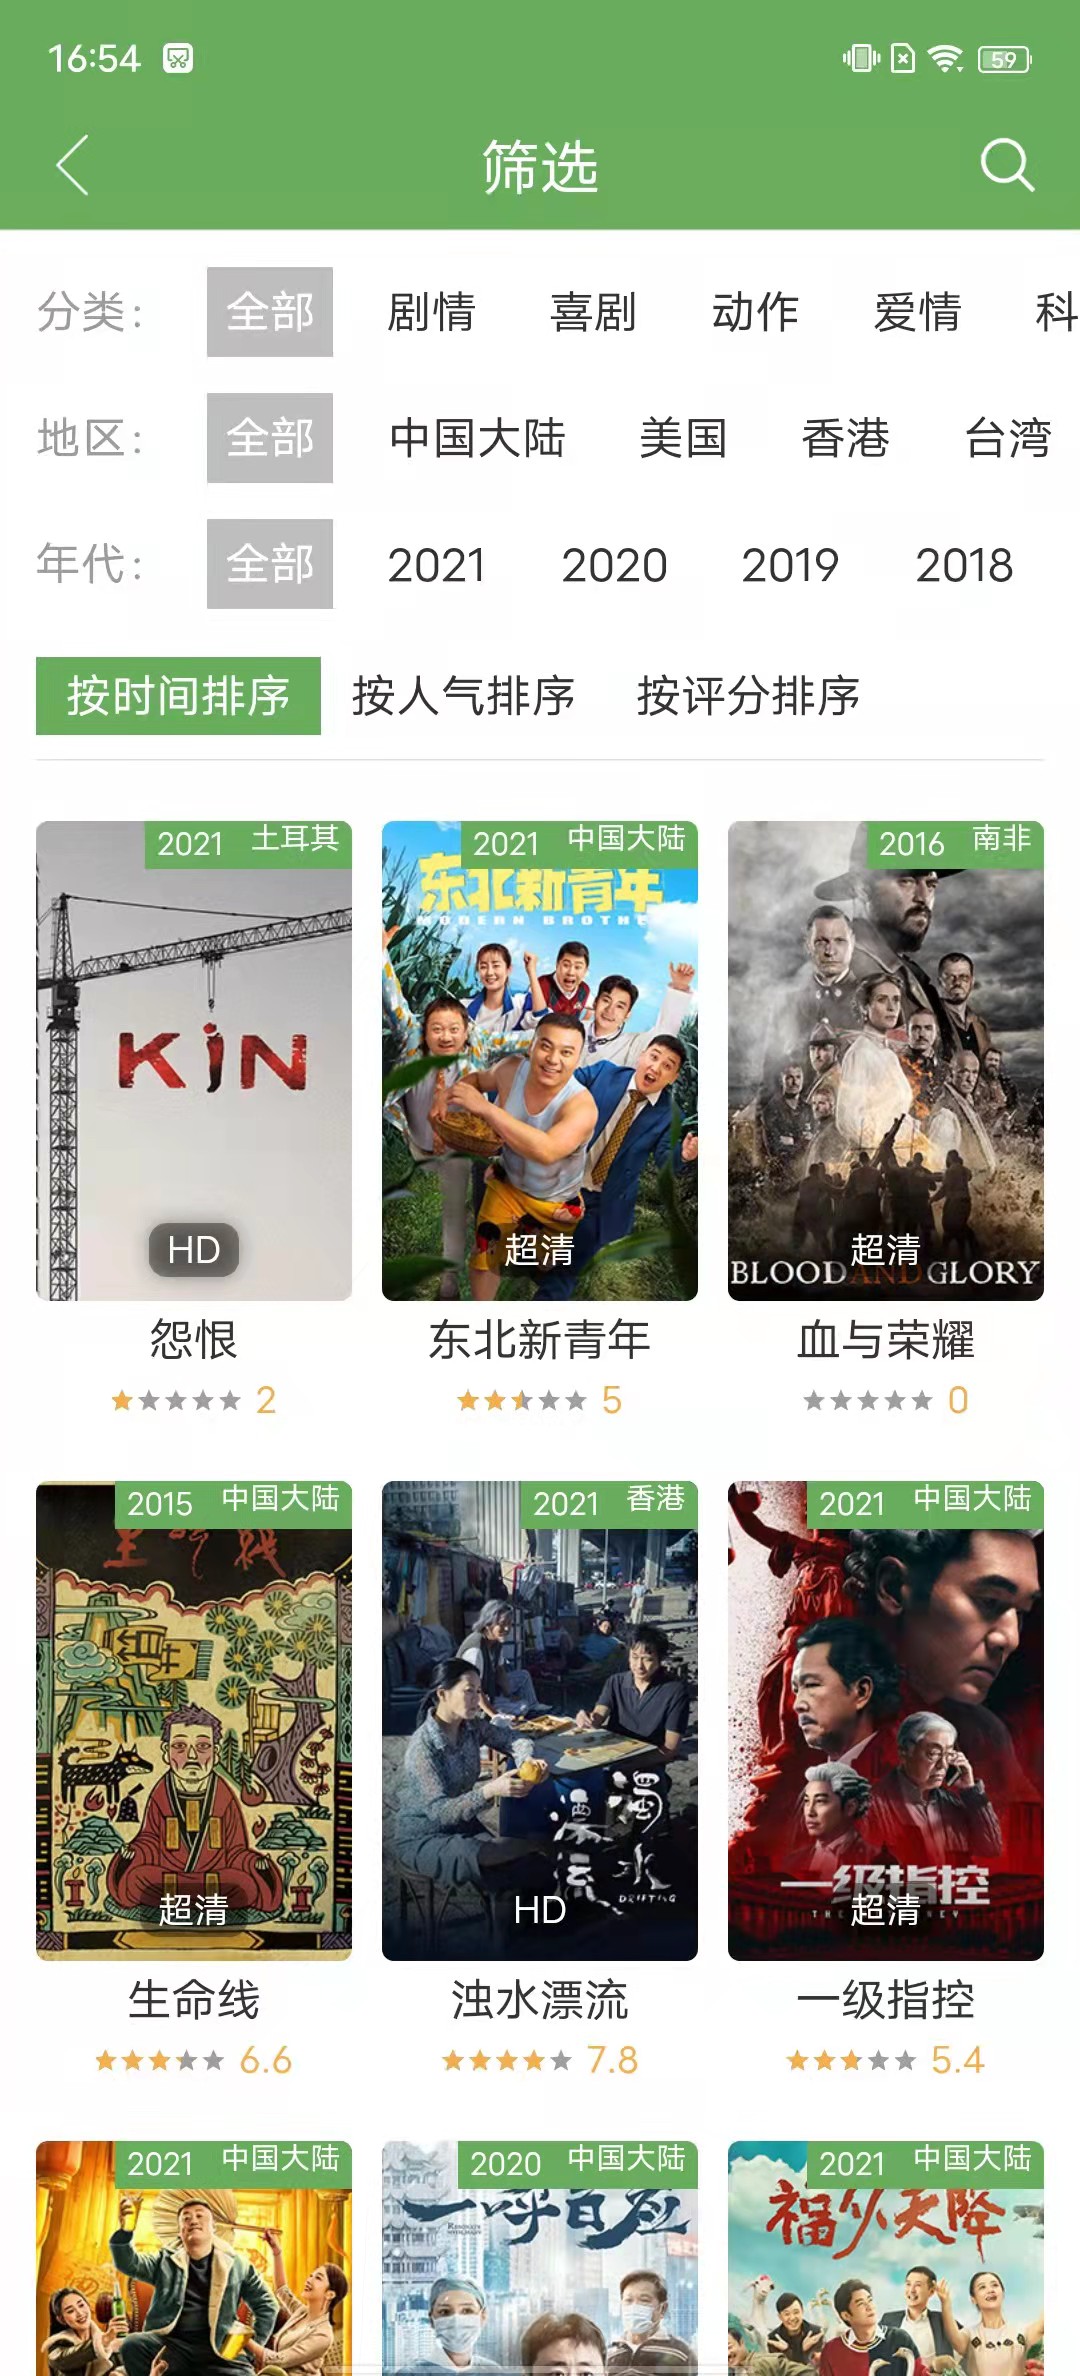 16:54
59
筛选
分类： 全部 剧情 喜剧 动作 爱情 科
地区： 全部 中国大陆 美国 香港 台湾
年代： 全部 2021 2020 2019 2018
按时间排序 按人气排序 按评分排序
2021 土耳其
KIN
HD
怨恨
2
2021 中国大陆
东北新青年
MODERN BROTHE
超清
东北新青年
5
2016 南非
超清
BLOOD AND GLORY
血与荣耀
0
2015 中国大陆
超清
生命线
6.6
2021 香港
濁水漂流
DRIFTING
HD
浊水漂流
7.8
2021 中国大陆
一级指控
超清
一级指控
5.4
2021 中国大陆
2020 中国大陆
一呼百应
2021 中国大陆
祸从天降